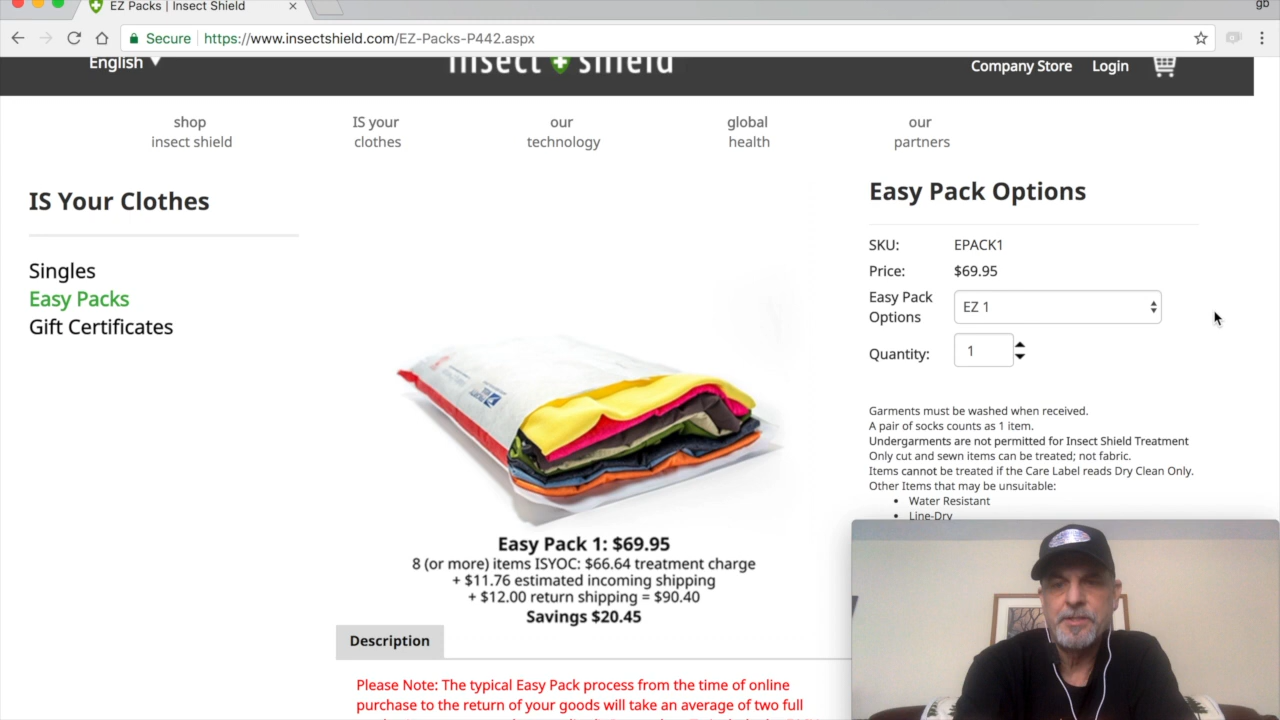 EZ Packs | Insect Shield
gb
Secure
https://www.insectshield.com/EZ-Packs-P442.aspx
English
insect shield
Company Store
Login
shop
insect shield
IS your
clothes
our
technology
global
health
our
partners
IS Your Clothes
Singles
Easy Packs
Gift Certificates
Easy Pack 1: $69.95
8 (or more) items ISYOC: $66.64 treatment charge
+ $11.76 estimated incoming shipping
+ $12.00 return shipping = $90.40
Savings $20.45
Description
Please Note: The typical Easy Pack process from the time of online
purchase to the return of your goods will take an average of two full
Easy Pack Options
SKU: EPACK1
Price: $69.95
Easy Pack
Options
EZ 1
Quantity: 1
Garments must be washed when received.
A pair of socks counts as 1 item.
Undergarments are not permitted for Insect Shield Treatment
Only cut and sewn items can be treated; not fabric.
Items cannot be treated if the Care Label reads Dry Clean Only.
Other Items that may be unsuitable:
• Water Resistant
• Line-Dry